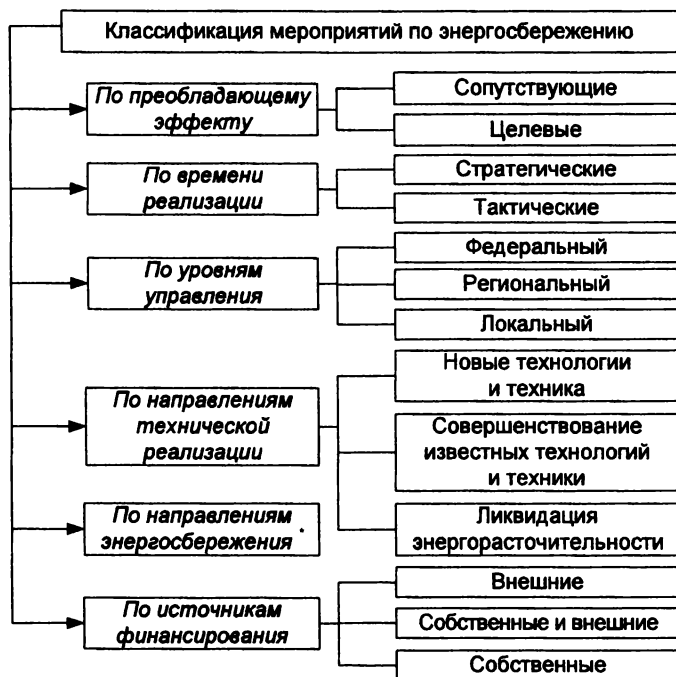 Классификация мероприятий по энергосбережению
По преобладающему
эффекту
Сопутствующие
Целевые
По времени
реализации
Стратегические
Тактические
По уровням
управления
Федеральный
Региональный
Локальный
По направлениям
технической
реализации
Новые технологии
и техника
Совершенствование
известных технологий
и техники
Ликвидация
энергорасточительности
По направлениям
энергосбережения
По источникам
финансирования
Внешние
Собственные и внешние
Собственные